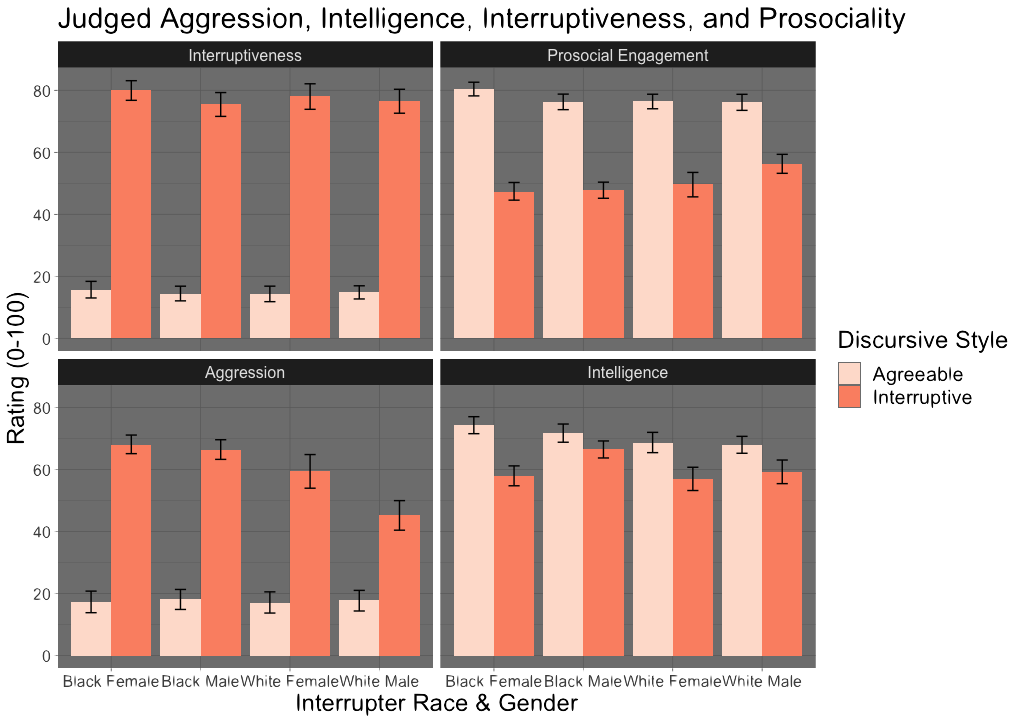 Judged Aggression, Intelligence, Interruptiveness, and Prosociality
Interruptiveness
Prosocial Engagement
80
60
40
20
0
Aggression
Intelligence
80
60
40
20
0
Rating (0-100)
Black Female Black Male White Female White Male
Black Female Black Male White Female White Male
Interrupter Race & Gender
Discursive Style
Agreeable
Interruptive